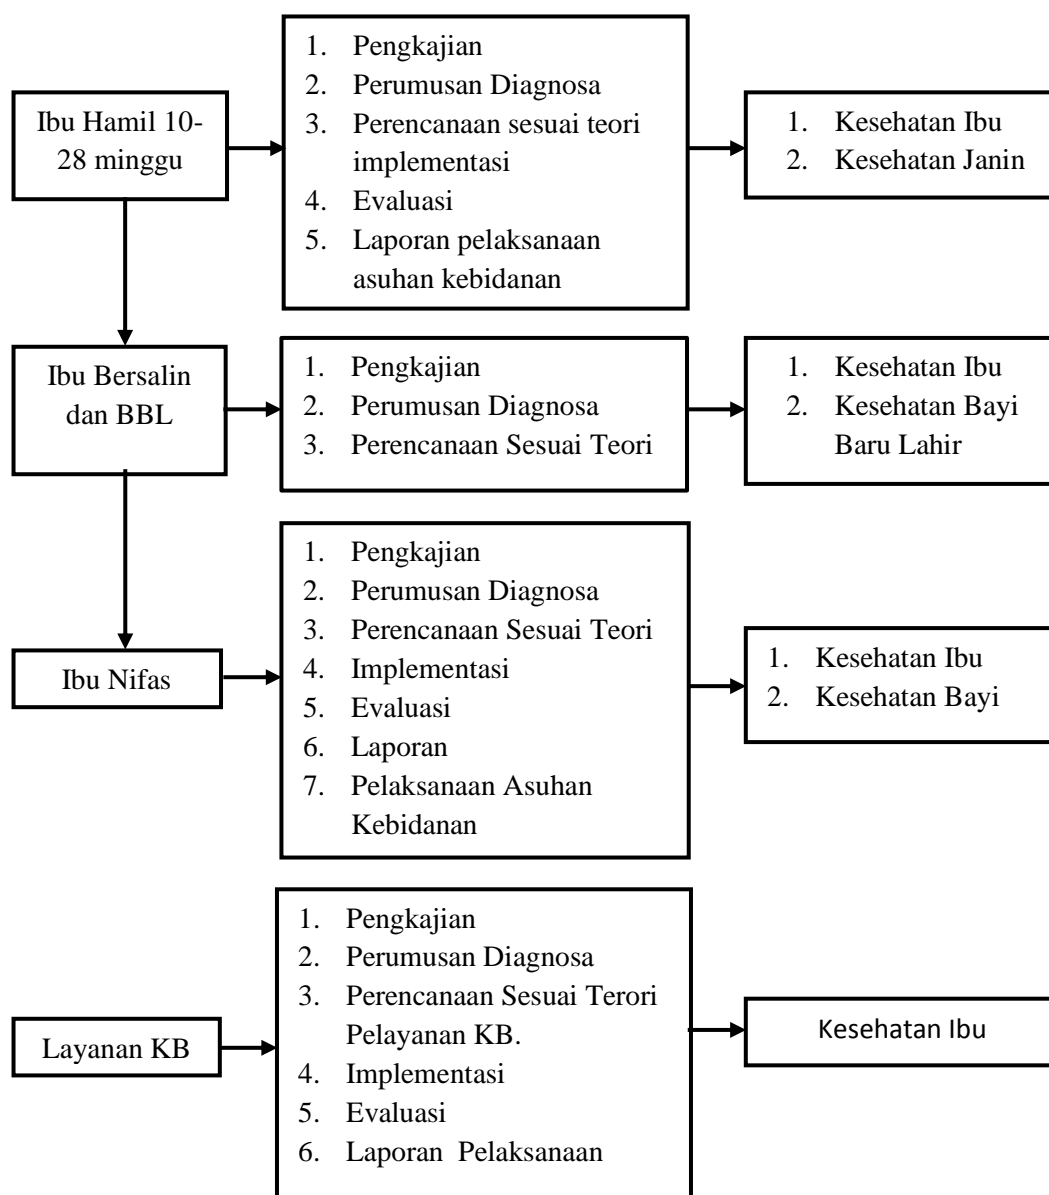 Ibu Hamil 10-
28 minggu
1. Pengkajian
2. Perumusan Diagnosa
3. Perencanaan sesuai teori
implementasi
4. Evaluasi
5. Laporan pelaksanaan
asuhan kebidanan
1. Kesehatan Ibu
2. Kesehatan Janin
Ibu Bersalin
dan BBL
1. Pengkajian
2. Perumusan Diagnosa
3. Perencanaan Sesuai Teori
1. Kesehatan Ibu
2. Kesehatan Bayi
Baru Lahir
Ibu Nifas
1. Pengkajian
2. Perumusan Diagnosa
3. Perencanaan Sesuai Teori
4. Implementasi
5. Evaluasi
6. Laporan
7. Pelaksanaan Asuhan
Kebidanan
1. Kesehatan Ibu
2. Kesehatan Bayi
Layanan KB
1. Pengkajian
2. Perumusan Diagnosa
3. Perencanaan Sesuai Terori
Pelayanan KB.
4. Implementasi
5. Evaluasi
6. Laporan Pelaksanaan
Kesehatan Ibu